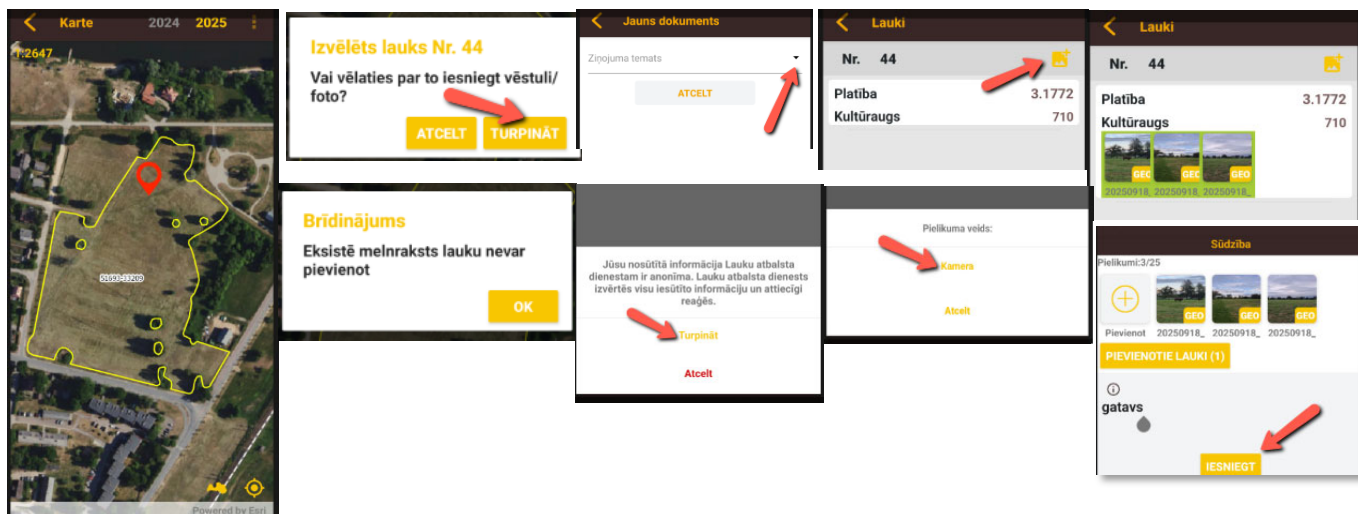 Karte 2024 2025
1:2647
51693-33209
Powered by Esri
Izvēlēts lauks Nr. 44
Vai vēlaties par to iesniegt vēstuli/
foto?
ATCELT TURPINĀT
Brīdinājums
Eksistē melnraksts lauku nevar
pievienot
OK
Jauns dokuments
Ziņojuma temats
ATCELT
Jūsu nosūtītā informācija Lauku atbalsta
dienestam ir anonīma. Lauku atbalsta dienests
izvērtēs visu iesūtīto informāciju un attiecīgi
reaģēs.
Turpināt
Atcelt
Lauki
Nr. 44
Platība 3.1772
Kultūraugs 710
Pielikuma veids:
Kamera
Atcelt
Lauki
Nr. 44
Platība 3.1772
Kultūraugs 710
GEO GEO GEO
20250918_ 20250918_ 20250918_
Sūdzība
Pielikumi:3/25
GEO GEO GEO
Pievienot 20250918_ 20250918_ 20250918_
PIEVIENOTIE LAUKI (1)
gatavs
IESNIEGT